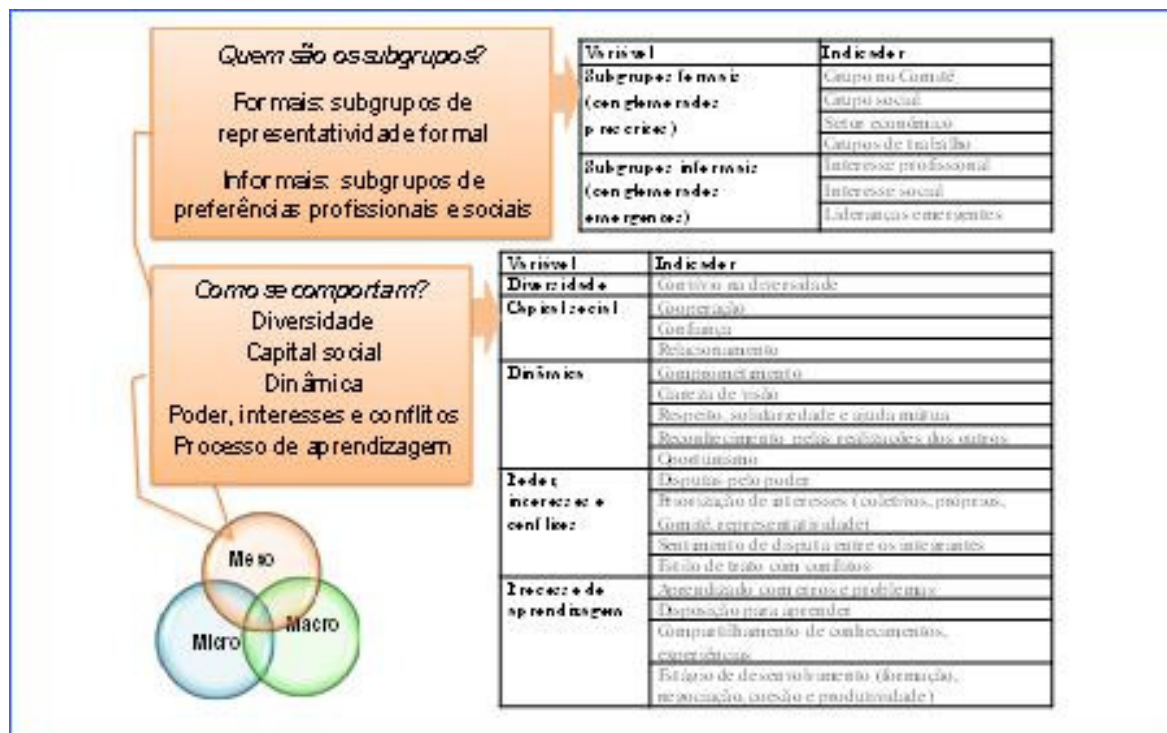 Quem são os subgrupos?
Formais: subgrupos de
representatividade formal
Informais: subgrupos de
preferências profissionais e sociais
Variável Indicador
Subgrupos formais
(conglomerados
prescritos)
Grupo no Comitê
Grupo social
Setor econômico
Grupos de trabalho
Subgrupos informais
(conglomerados
emergentes)
Interesse profissional
Interesse social
Lideranças emergentes
Como se comportam?
Diversidade
Capital social
Dinâmica
Poder, interesses e conflitos
Processo de aprendizagem
Variável Indicador
Diversidade Convívio na diversidade
Capital social Cooperação
Confiança
Relacionamento
Dinâmica Comprometimento
Clareza de visão
Respeito, solidariedade e ajuda mútua
Reconhecimento pelas realizações dos outros
Oportunismo
Poder,
interesses e
conflitos
Disputas pelo poder
Priorização de interesses (coletivos, próprios,
Comitê, representatividade)
Sentimento de disputa entre os integrantes
Estilo de trato com conflitos
Processo de
aprendizagem
Aprendizado com erros e problemas
Disposição para aprender
Compartilhamento de conhecimentos,
experiências
Estágio de desenvolvimento (formação,
negociação, coesão e produtividade)
Meso
Micro
Macro